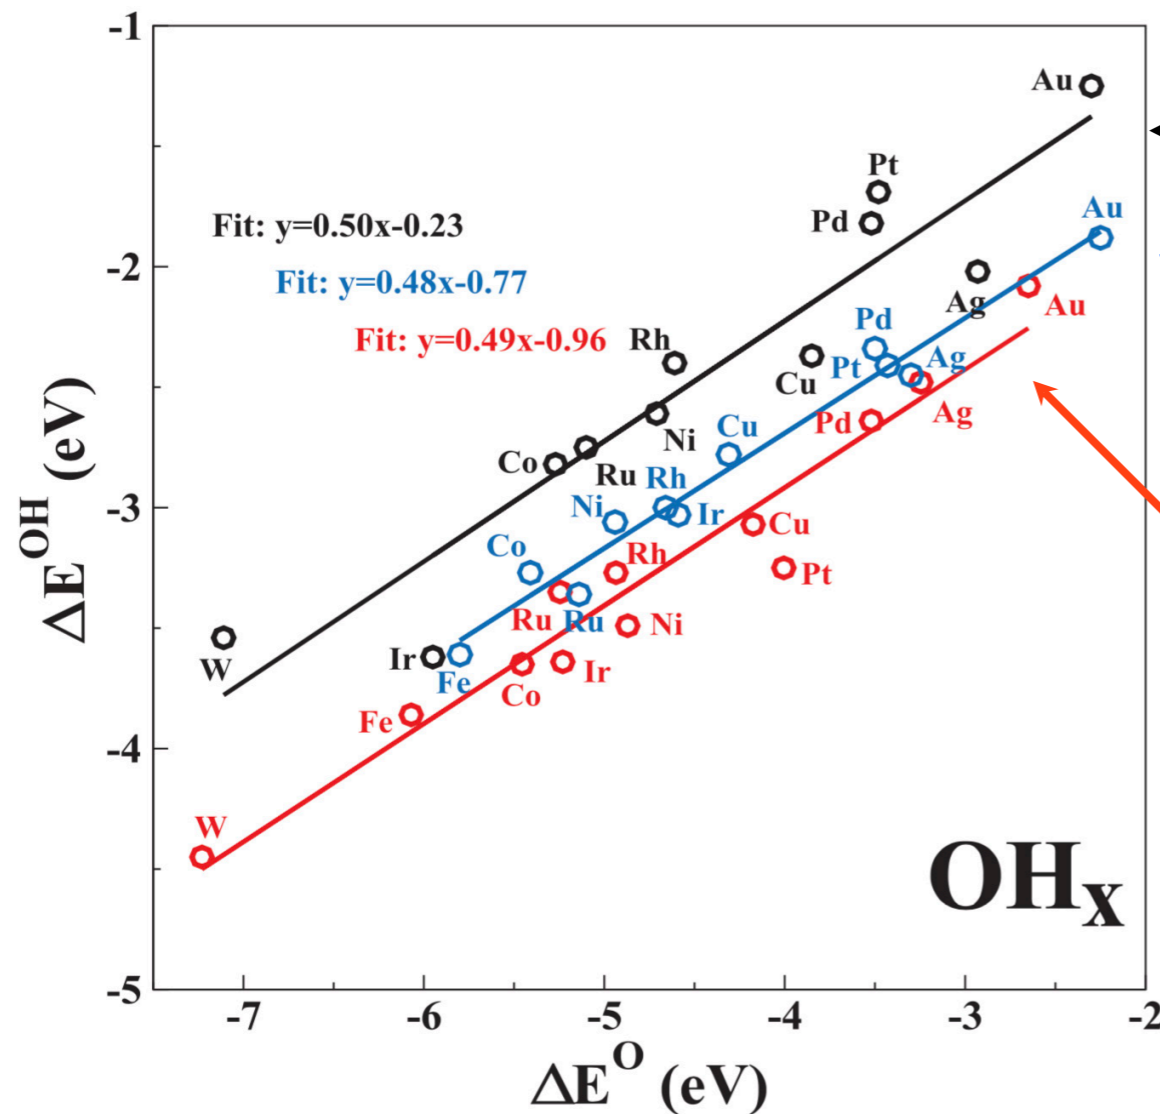 -1
Au
Pt
Pd
Au
Fit: y=0.50x-0.23
-2
Ag
Fit: y=0.48x-0.77
Au
Pd
Rh
Fit: y=0.49x-0.96
Pt
Ag
Cu
Ag
Pd
Ni
Cu
Co
Ru
Rh
-3
Ni
Ir
Cu
Co
Rh
Pt
Ru
Ru
Ni
W
Ir
Fe
Ir
Co
Fe
-4
W
OHx
-5
-7
-6
-5
-4
-3
-2
ΔE^O (eV)
ΔE^OH (eV)